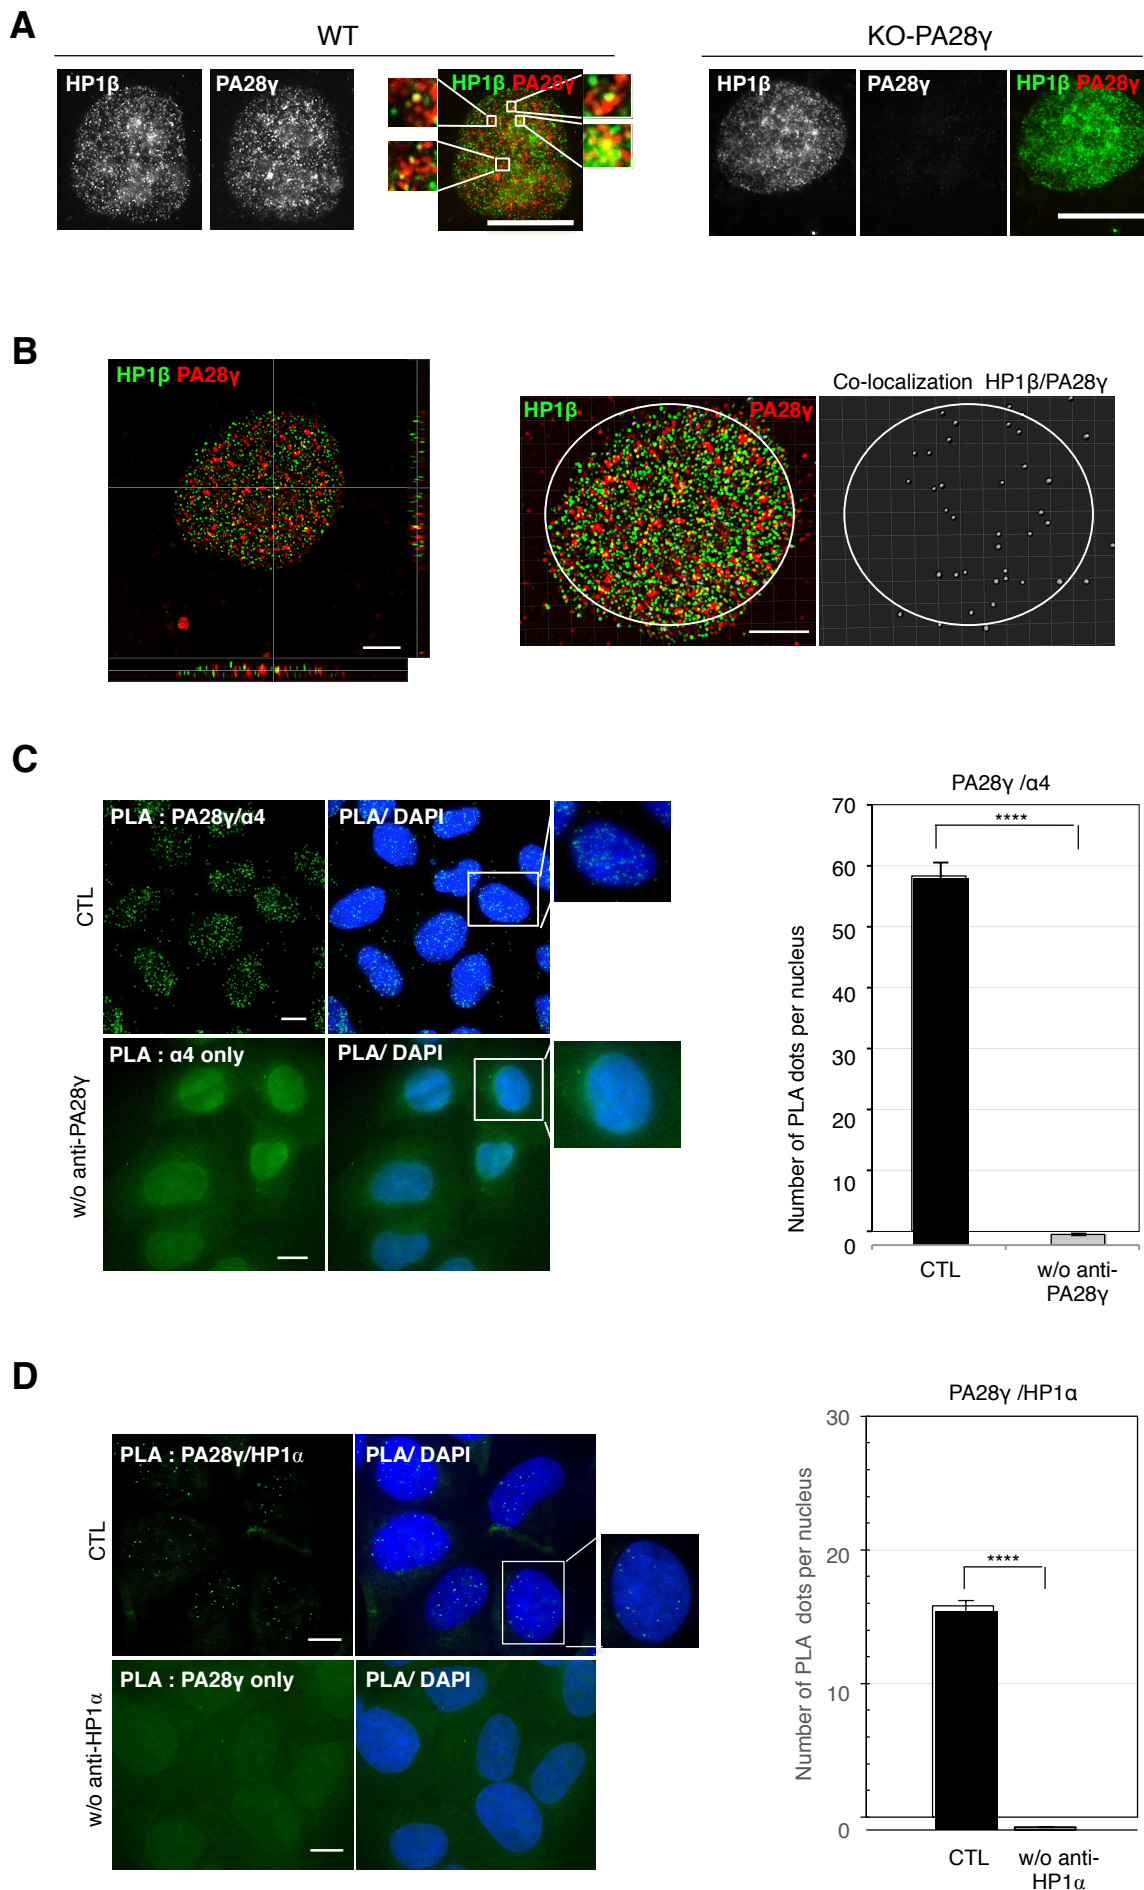 A
WT
KO-PA28γ
HP1β
PA28γ
HP1β PA28γ
HP1β
PA28γ
HP1β PA28γ
B
HP1β PA28γ
Co-localization HP1β/PA28γ
HP1β
PA28γ
C
PLA : PA28γ/α4
PLA/ DAPI
CTL
PLA : α4 only
PLA/ DAPI
w/o anti-PA28γ
PA28γ /α4
Number of PLA dots per nucleus
70
60
50
40
30
20
10
0
****
CTL
w/o anti-
PA28γ
D
PLA : PA28γ/HP1α
PLA/ DAPI
CTL
PLA : PA28γ only
PLA/ DAPI
w/o anti-HP1α
PA28γ /HP1α
Number of PLA dots per nucleus
30
20
10
0
****
CTL
w/o anti-
HP1α